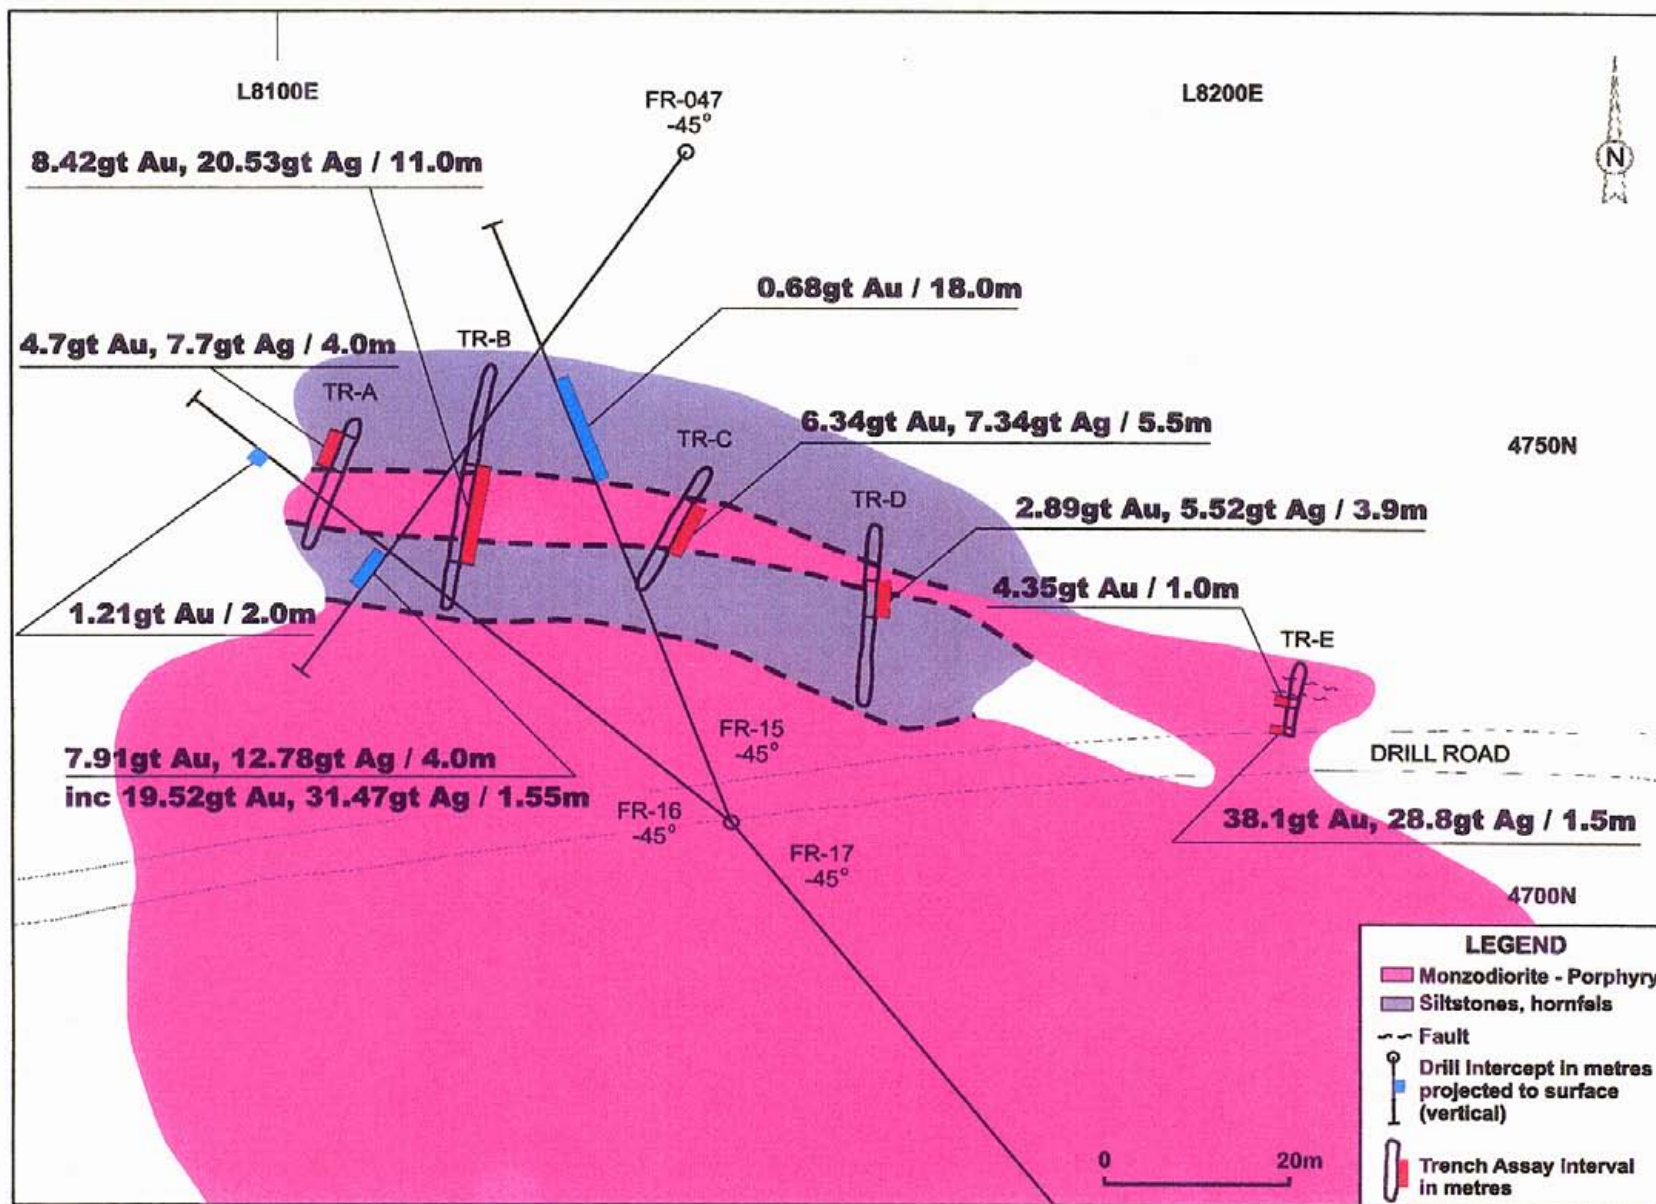 L8100E
FR-047
-45°
L8200E
N
8.42gt Au, 20.53gt Ag / 11.0m
0.68gt Au / 18.0m
4.7gt Au, 7.7gt Ag / 4.0m
TR-B
TR-A
6.34gt Au, 7.34gt Ag / 5.5m
TR-C
4750N
TR-D
2.89gt Au, 5.52gt Ag / 3.9m
4.35gt Au / 1.0m
1.21gt Au / 2.0m
TR-E
FR-15
-45°
7.91gt Au, 12.78gt Ag / 4.0m
inc 19.52gt Au, 31.47gt Ag / 1.55m
DRILL ROAD
FR-16
-45°
38.1gt Au, 28.8gt Ag / 1.5m
FR-17
-45°
4700N
LEGEND
Monzodiorite - Porphyry
Siltstones, hornfels
Fault
Drill Intercept in metres
projected to surface
(vertical)
Trench Assay interval
in metres
0 20m